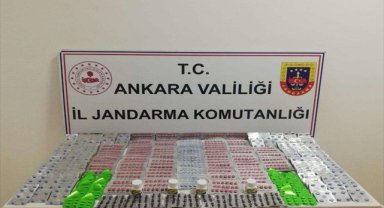 T.C.
ANKARA VALİLİĞİ
İL JANDARMA KOMUTANLIĞI